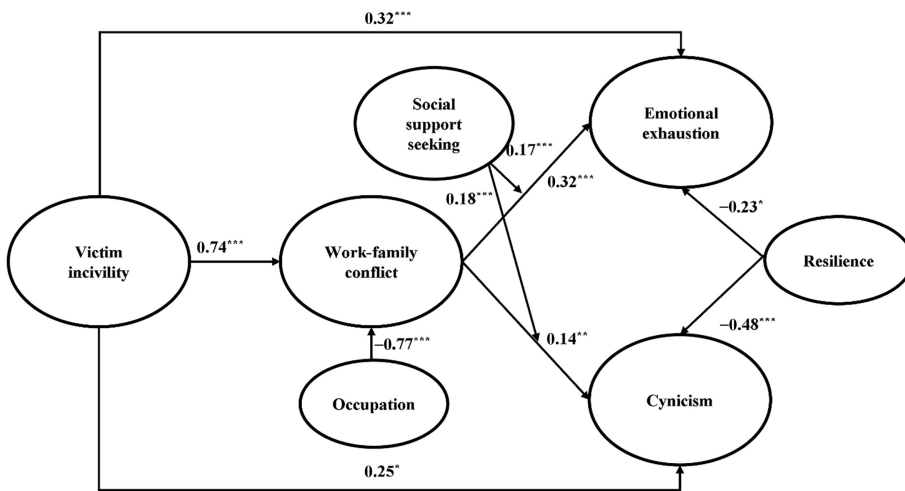 0.32***
Social
support
seeking
Emotional
exhaustion
0.17***
0.18***
0.32***
−0.23*
Victim
incivility
0.74***
Work-family
conflict
Resilience
−0.48***
0.14**
−0.77***
Occupation
Cynicism
0.25*